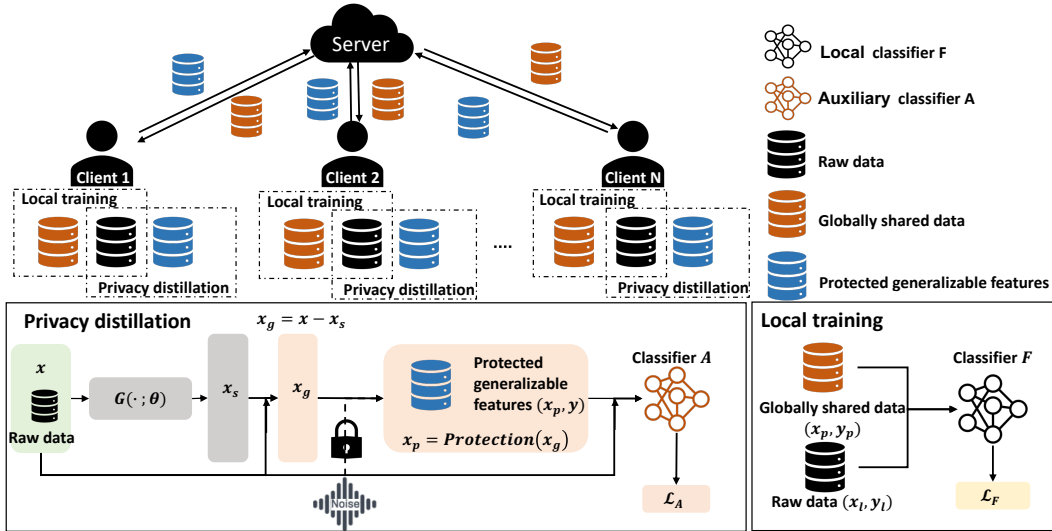 Server
Client 1
Client 2
Client N
Local training
Local training
Local training
....
Privacy distillation
Privacy distillation
Privacy distillation
Local classifier F
Auxiliary classifier A
Raw data
Globally shared data
Protected generalizable features
Privacy distillation
x_g = x − x_s
x
Raw data
G(· ; θ)
x_s
x_g
Protected
generalizable
features (x_p, y)
x_p = Protection(x_g)
Noise
Classifier A
ℒ_A
Local training
Globally shared data
(x_p, y_p)
Raw data (x_l, y_l)
Classifier F
ℒ_F